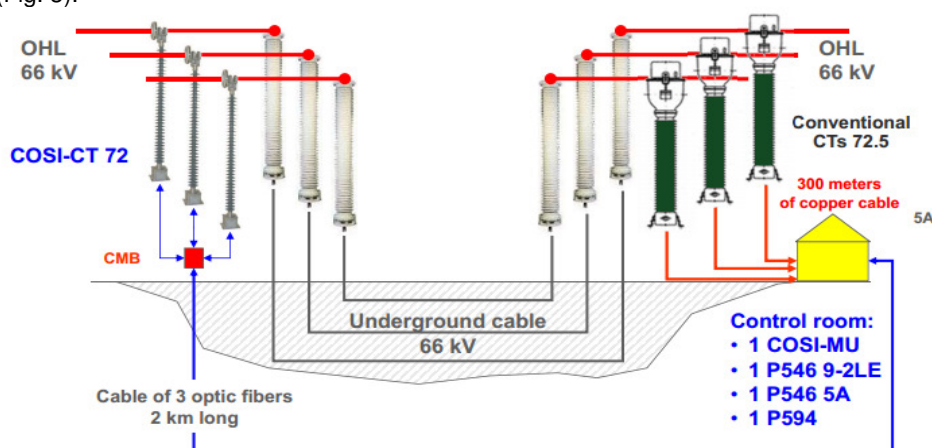 (Fig. 8).
OHL
66 kV
COSI-CT 72
CMB
Cable of 3 optic fibers
2 km long
Underground cable
66 kV
OHL
66 kV
Conventional
CTs 72.5
300 meters
of copper cable
5A
Control room:
• 1 COSI-MU
• 1 P546 9-2LE
• 1 P546 5A
• 1 P594